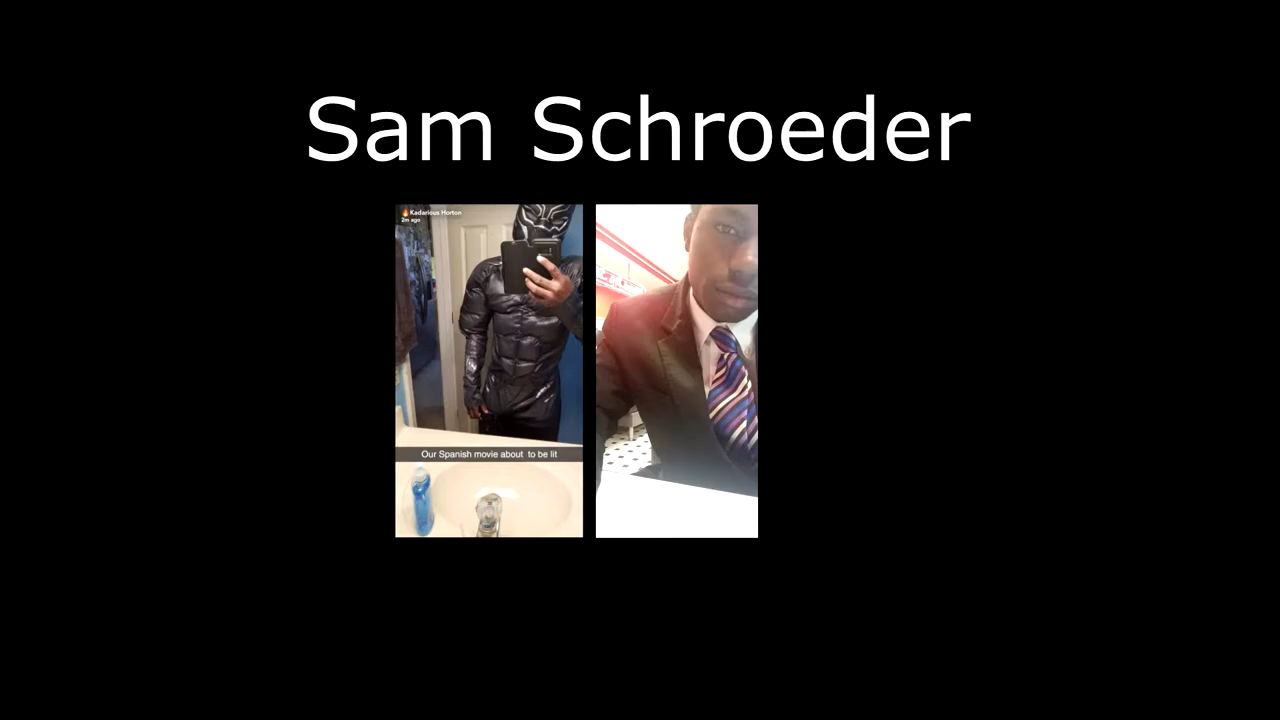 Sam Schroeder
🔥Kadarious Horton
2m ago
Our Spanish movie about to be lit